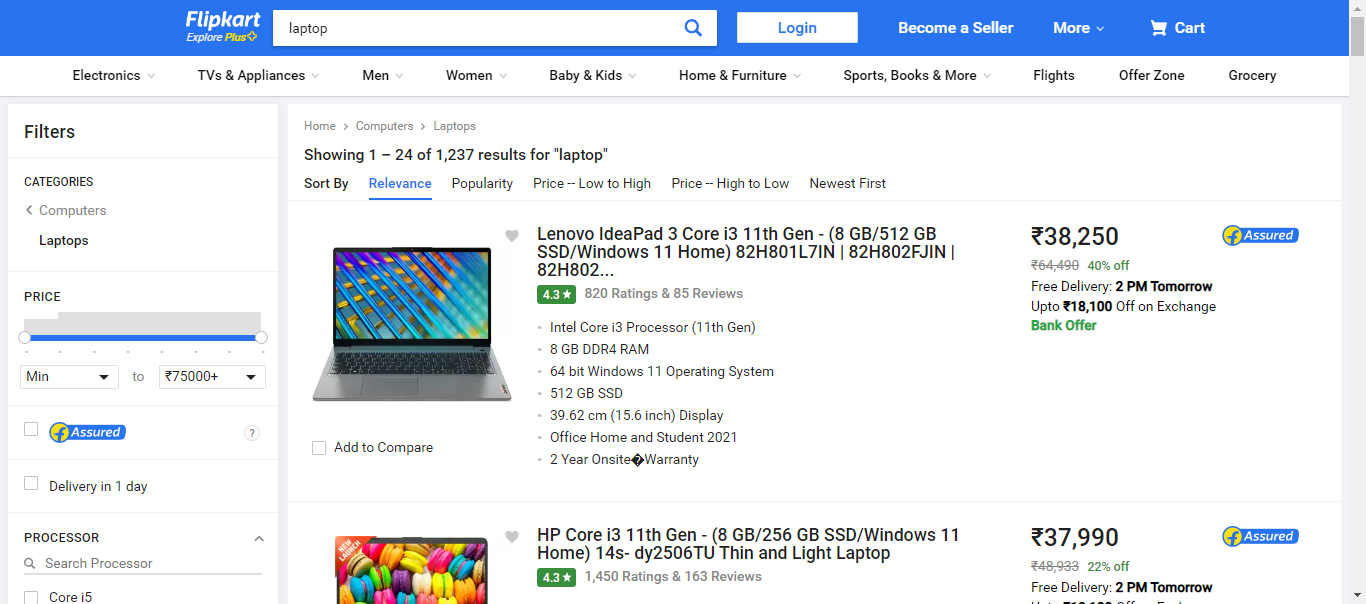 Flipkart
Explore Plus
laptop
Login
Become a Seller
More
Cart
Electronics
TVs & Appliances
Men
Women
Baby & Kids
Home & Furniture
Sports, Books & More
Flights
Offer Zone
Grocery
Filters
CATEGORIES
Computers
Laptops
PRICE
Min
to
₹75000+
Assured
?
Delivery in 1 day
PROCESSOR
Search Processor
Core i5
Home
Computers
Laptops
Showing 1 – 24 of 1,237 results for "laptop"
Sort By
Relevance
Popularity
Price -- Low to High
Price -- High to Low
Newest First
Lenovo IdeaPad 3 Core i3 11th Gen - (8 GB/512 GB
SSD/Windows 11 Home) 82H801L7IN | 82H802FJIN |
82H802...
4.3
820 Ratings & 85 Reviews
Intel Core i3 Processor (11th Gen)
8 GB DDR4 RAM
64 bit Windows 11 Operating System
512 GB SSD
39.62 cm (15.6 inch) Display
Office Home and Student 2021
2 Year Onsite�Warranty
Add to Compare
₹38,250
Assured
₹64,490 40% off
Free Delivery: 2 PM Tomorrow
Upto ₹18,100 Off on Exchange
Bank Offer
NEW
LAUNCH
HP Core i3 11th Gen - (8 GB/256 GB SSD/Windows 11
Home) 14s- dy2506TU Thin and Light Laptop
4.3
1,450 Ratings & 163 Reviews
₹37,990
Assured
₹48,933 22% off
Free Delivery: 2 PM Tomorrow